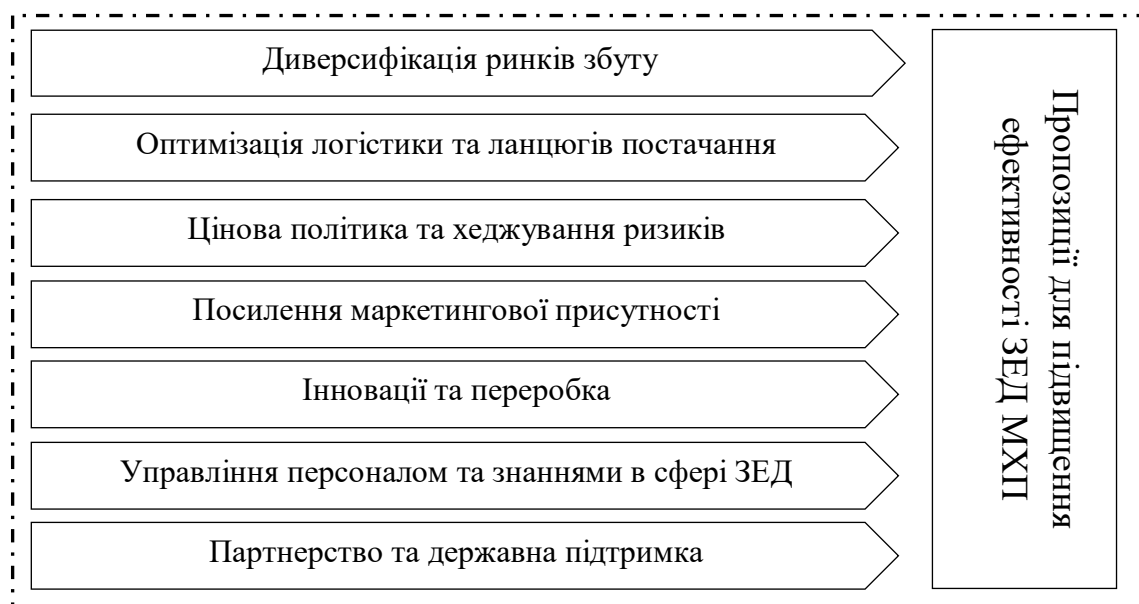 Диверсифікація ринків збуту
Оптимізація логістики та ланцюгів постачання
Цінова політика та хеджування ризиків
Посилення маркетингової присутності
Інновації та переробка
Управління персоналом та знаннями в сфері ЗЕД
Партнерство та державна підтримка
Пропозиції для підвищення
ефективності ЗЕД МХП